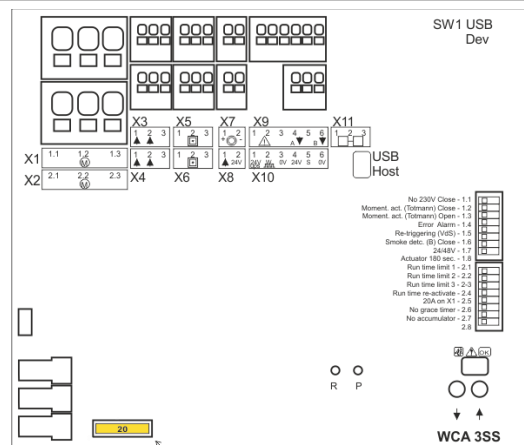 SW1 USB
Dev
X3 X5 X7 X9 X11
1 2 3 1 2 3 1 2 1 2 3 4 5 6 1 2 3
+ - A B
X1 1.1 1.2 1.3
M
1 2 3 1 2 3 1 2 1 2 3 4 5 6
24V 24V 0V 24V S 0V
USB
Host
X2 2.1 2.2 2.3
M
X4 X6 X8 X10
No 230V Close - 1.1
Moment. act. (Totmann) Close - 1.2
Moment. act. (Totmann) Open - 1.3
Error Alarm - 1.4
Re-triggering (VdS) - 1.5
Smoke detc. (B) Close - 1.6
24/48V - 1.7
Actuator 180 sec. - 1.8
Run time limit 1 - 2.1
Run time limit 2 - 2.2
Run time limit 3 - 2-3
Run time re-activate - 2.4
20A on X1 - 2.5
No grace timer - 2.6
No accumulator - 2.7
2.8
OK
R P
20
WCA 3SS